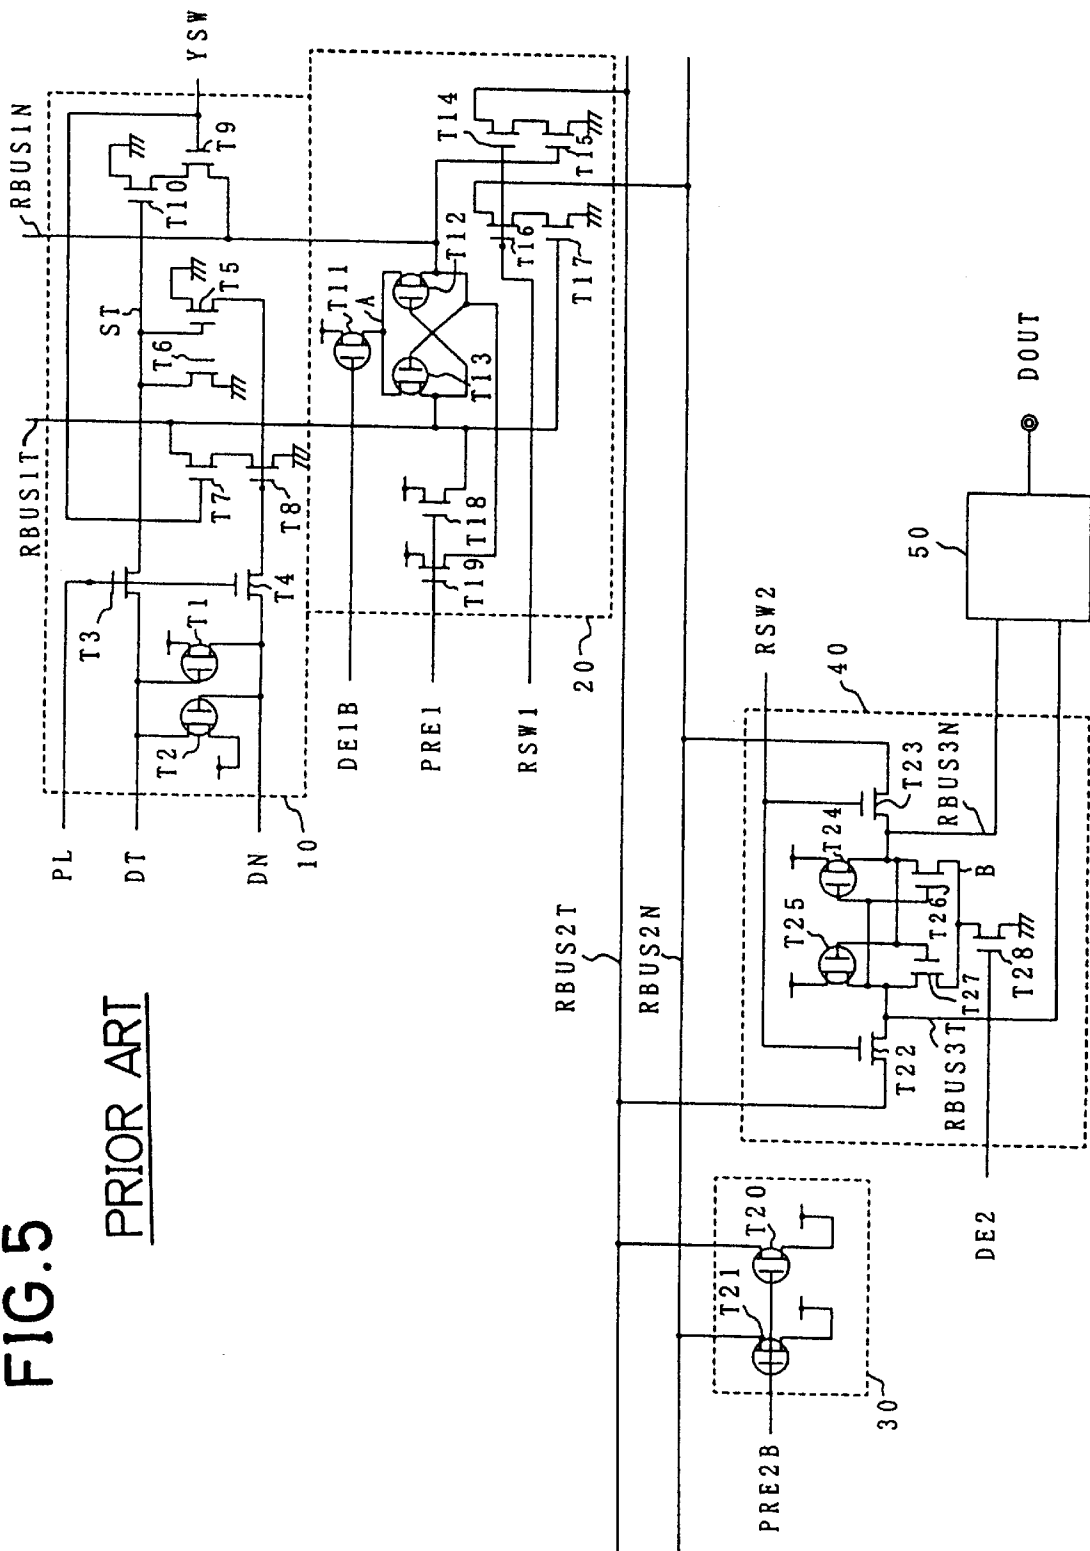 FIG.5
PRIOR ART
RBUS1T
RBUS1N
YSW
PL
DT
DN
10
T3
T2
T1
T4
T7
T8
T6
ST
T5
T10
T9
DE1B
PRE1
RSW1
20
T19
T18
T11
A
T13
T12
T16
T17
T14
T15
RBUS2T
RBUS2N
PRE2B
30
T21
T20
DE2
RSW2
40
T22
RBUS3T
T25
T24
T27
T26
T28
B
T23
RBUS3N
50
DOUT